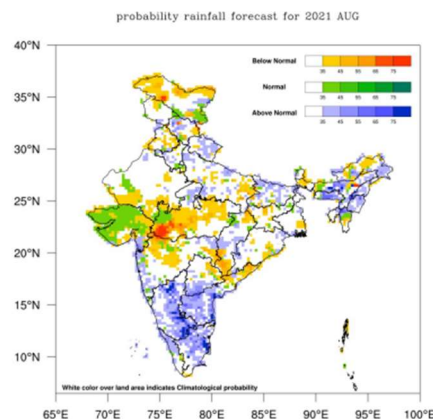 probability rainfall forecast for 2021 AUG
40°N
35°N
30°N
25°N
20°N
15°N
10°N
Below Normal
35 45 55 65 75
Normal
35 45 55 65 75
Above Normal
35 45 55 65 75
White color over land area indicates Climatological probability
65°E 70°E 75°E 80°E 85°E 90°E 95°E 100°E